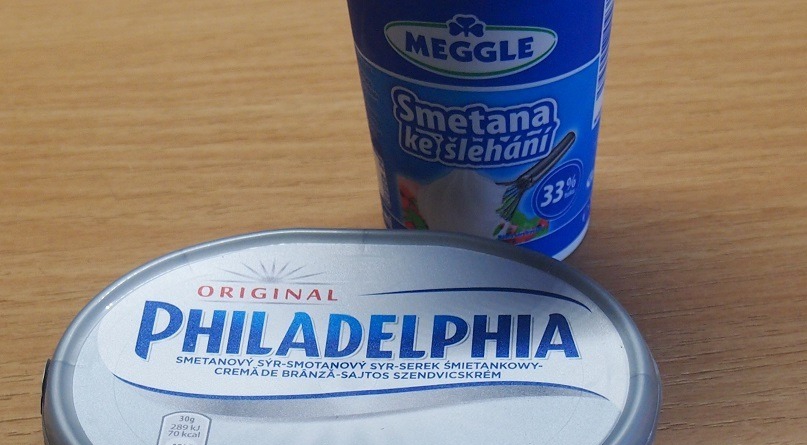 MEGGLE
Smetana
ke šlehání
33%
ORIGINAL
PHILADELPHIA
SMETANOVÝ SÝR-SMOTANOVÝ SYR-SEREK ŚMIETANKOWY-
CREMĂ DE BRÂNZĂ-SAJTOS SZENDVICSKRÉM
30g
289 kJ
70 kcal